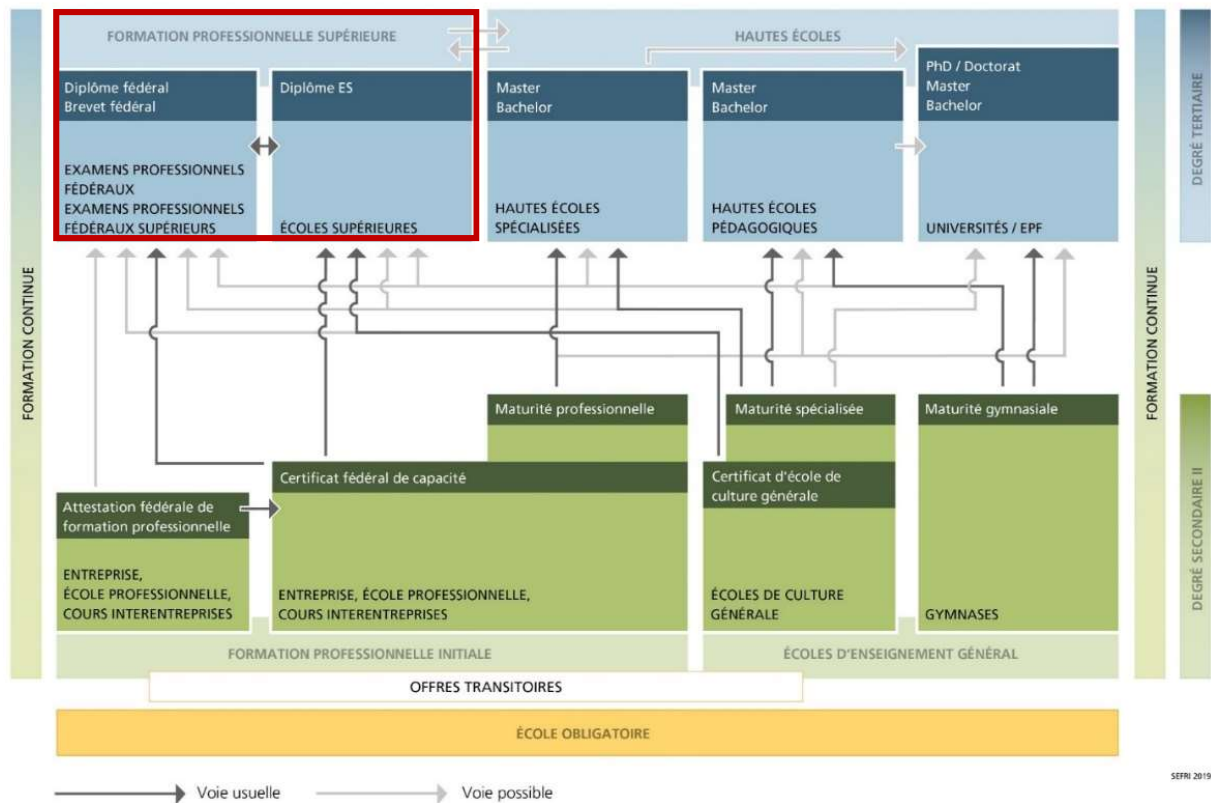 FORMATION PROFESSIONNELLE SUPÉRIEURE
HAUTES ÉCOLES
Diplôme fédéral
Brevet fédéral
EXAMENS PROFESSIONNELS
FÉDÉRAUX
EXAMENS PROFESSIONNELS
FÉDÉRAUX SUPÉRIEURS
Diplôme ES
ÉCOLES SUPÉRIEURES
Master
Bachelor
HAUTES ÉCOLES
SPÉCIALISÉES
Master
Bachelor
HAUTES ÉCOLES
PÉDAGOGIQUES
PhD / Doctorat
Master
Bachelor
UNIVERSITÉS / EPF
FORMATION CONTINUE
FORMATION CONTINUE
DEGRÉ TERTIAIRE
DEGRÉ SECONDAIRE II
Attestation fédérale de
formation professionnelle
ENTREPRISE,
ÉCOLE PROFESSIONNELLE,
COURS INTERENTREPRISES
Maturité professionnelle
Certificat fédéral de capacité
ENTREPRISE, ÉCOLE PROFESSIONNELLE,
COURS INTERENTREPRISES
Maturité spécialisée
Certificat d'école de
culture générale
ÉCOLES DE CULTURE
GÉNÉRALE
Maturité gymnasiale
GYMNASES
FORMATION PROFESSIONNELLE INITIALE
ÉCOLES D'ENSEIGNEMENT GÉNÉRAL
OFFRES TRANSITOIRES
ÉCOLE OBLIGATOIRE
Voie usuelle
Voie possible
SEFRI 2019